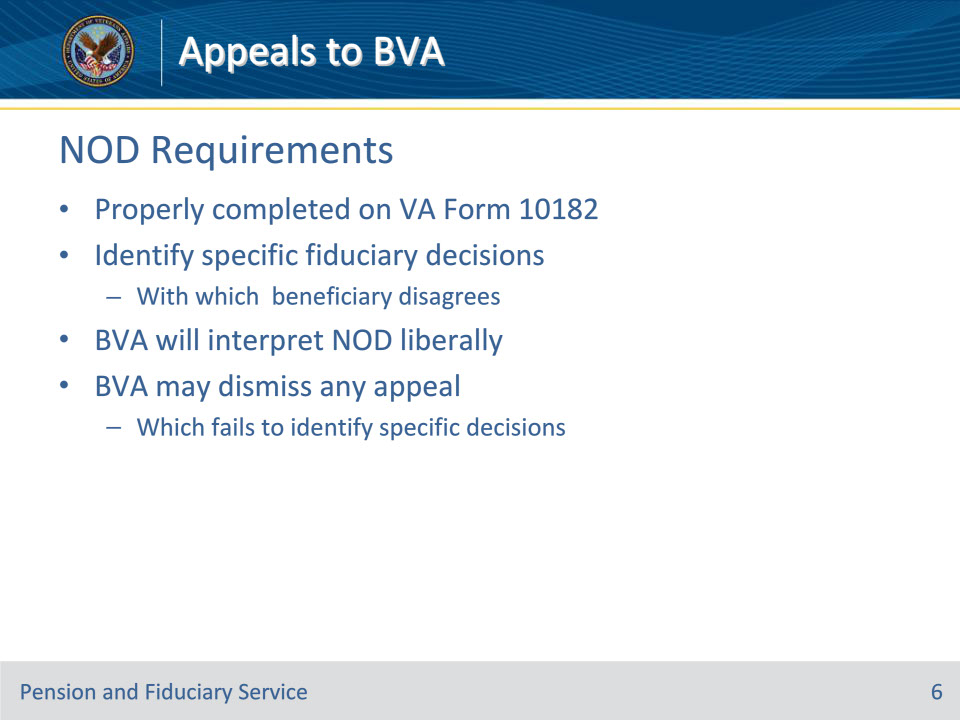 Appeals to BVA
NOD Requirements
• Properly completed on VA Form 10182
• Identify specific fiduciary decisions
– With which  beneficiary disagrees
• BVA will interpret NOD liberally
• BVA may dismiss any appeal
– Which fails to identify specific decisions
Pension and Fiduciary Service
6